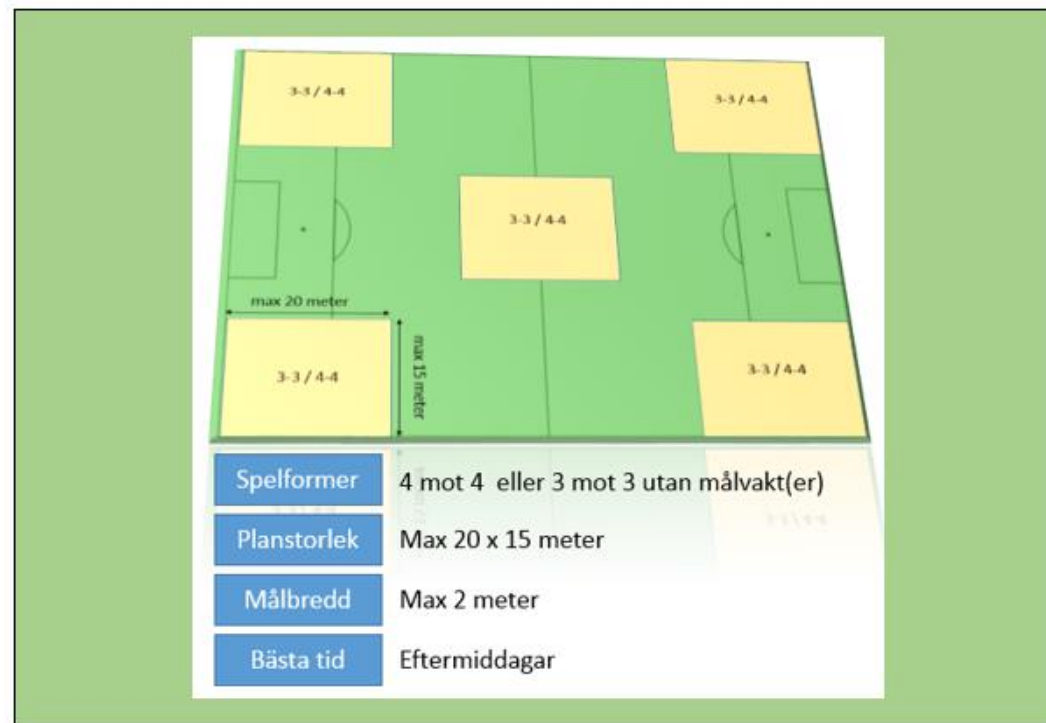 3-3 / 4-4
3-3 / 4-4
3-3 / 4-4
max 20 meter
max 15 meter
3-3 / 4-4
3-3 / 4-4
Spelformer 4 mot 4 eller 3 mot 3 utan målvakt(er)
Planstorlek Max 20 x 15 meter
Målbredd Max 2 meter
Bästa tid Eftermiddagar